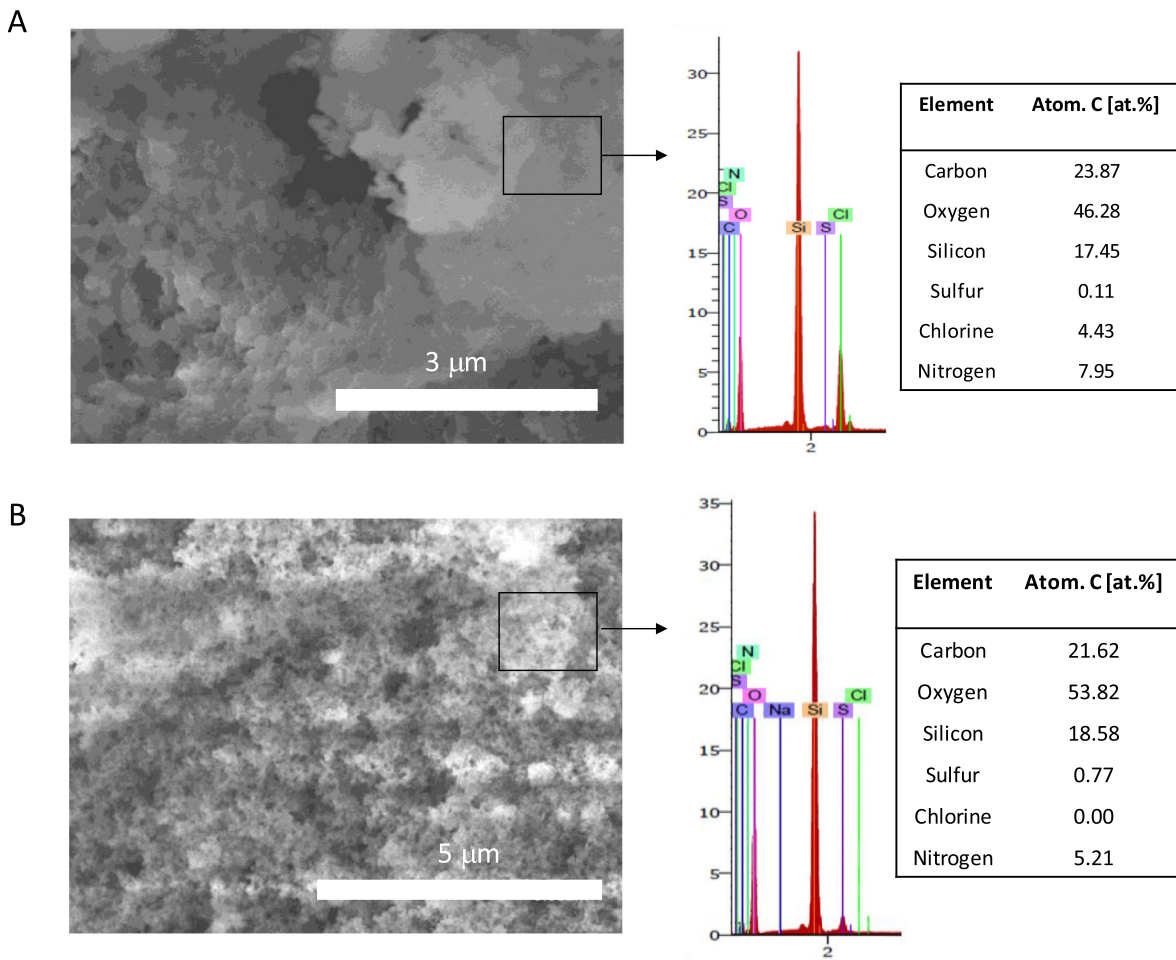 A
3 μm
30
25
20
15
10
5
0
2
N
Cl
S
O
C
Si
S
Cl
Element Atom. C [at.%]
Carbon 23.87
Oxygen 46.28
Silicon 17.45
Sulfur 0.11
Chlorine 4.43
Nitrogen 7.95
B
5 μm
35
30
25
20
15
10
5
0
2
N
Cl
S
O
C
Na
Si
S
Cl
Element Atom. C [at.%]
Carbon 21.62
Oxygen 53.82
Silicon 18.58
Sulfur 0.77
Chlorine 0.00
Nitrogen 5.21